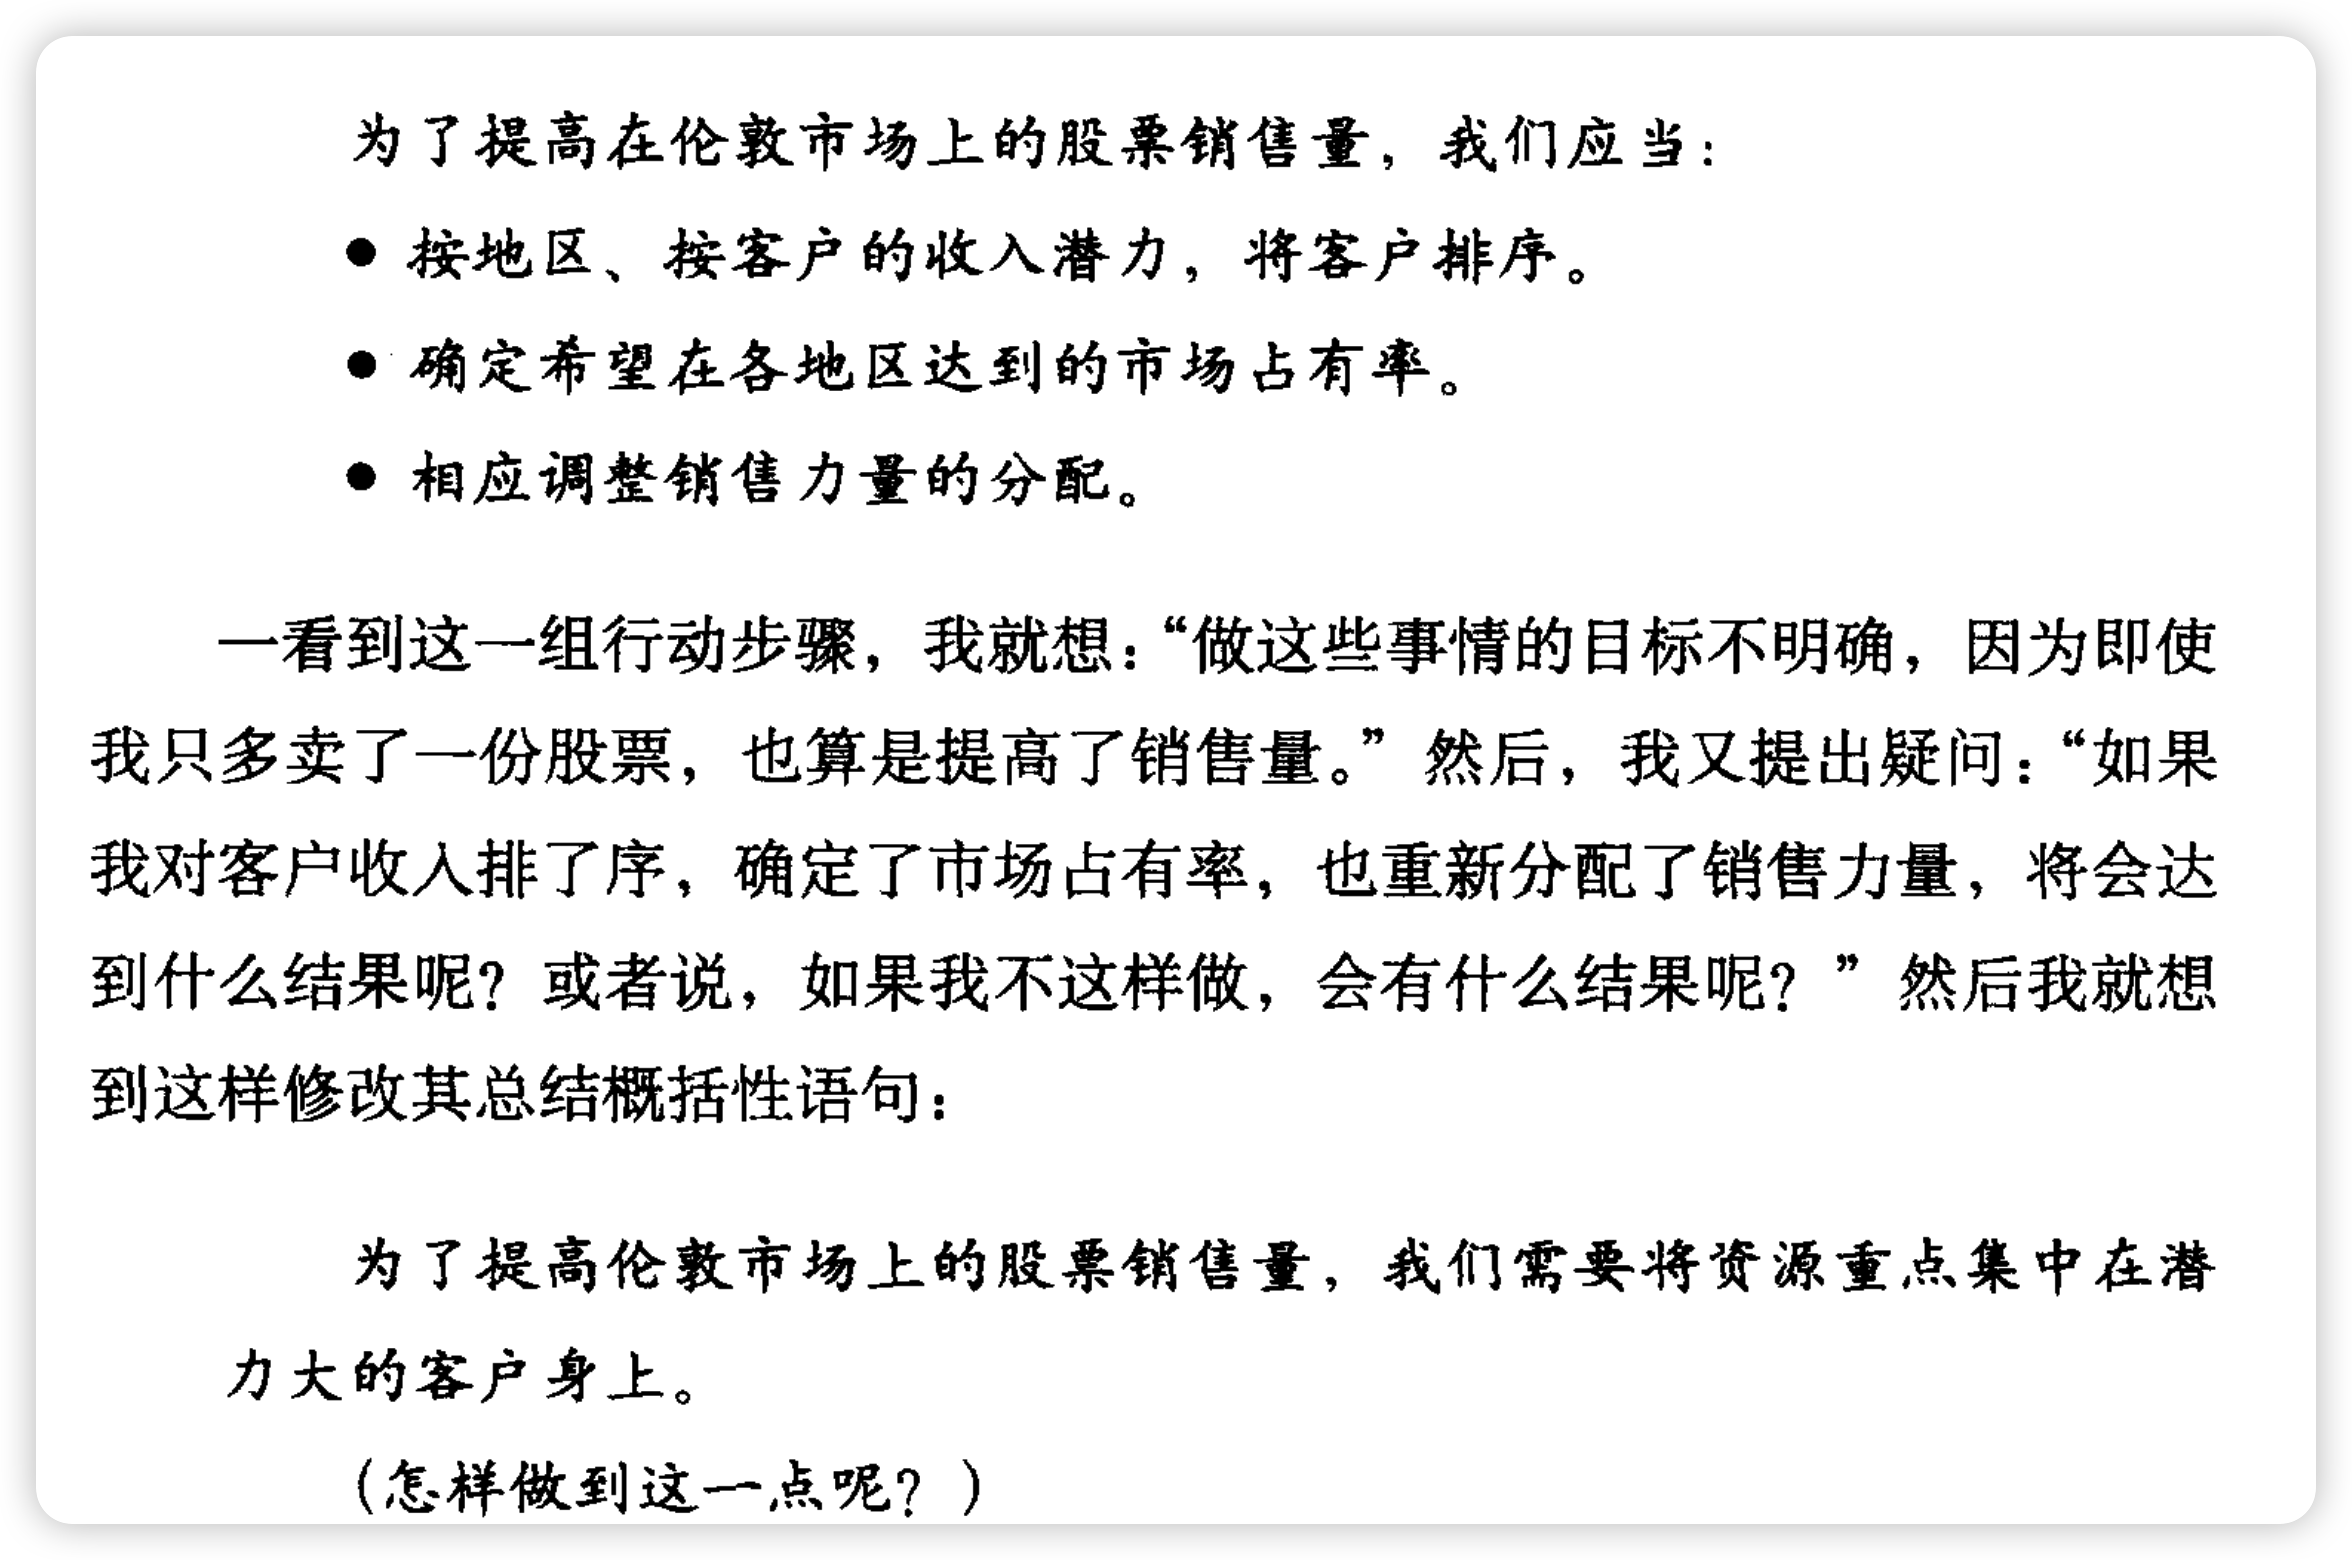 为了提高在伦敦市场上的股票销售量，我们应当：
● 按地区、按客户的收入潜力，将客户排序。
● 确定希望在各地区达到的市场占有率。
● 相应调整销售力量的分配。
一看到这一组行动步骤，我就想：“做这些事情的目标不明确，因为即使
我只多卖了一份股票，也算是提高了销售量。”然后，我又提出疑问：“如果
我对客户收入排了序，确定了市场占有率，也重新分配了销售力量，将会达
到什么结果呢？或者说，如果我不这样做，会有什么结果呢？”然后我就想
到这样修改其总结概括性语句：
为了提高伦敦市场上的股票销售量，我们需要将资源重点集中在潜
力大的客户身上。
（怎样做到这一点呢？）